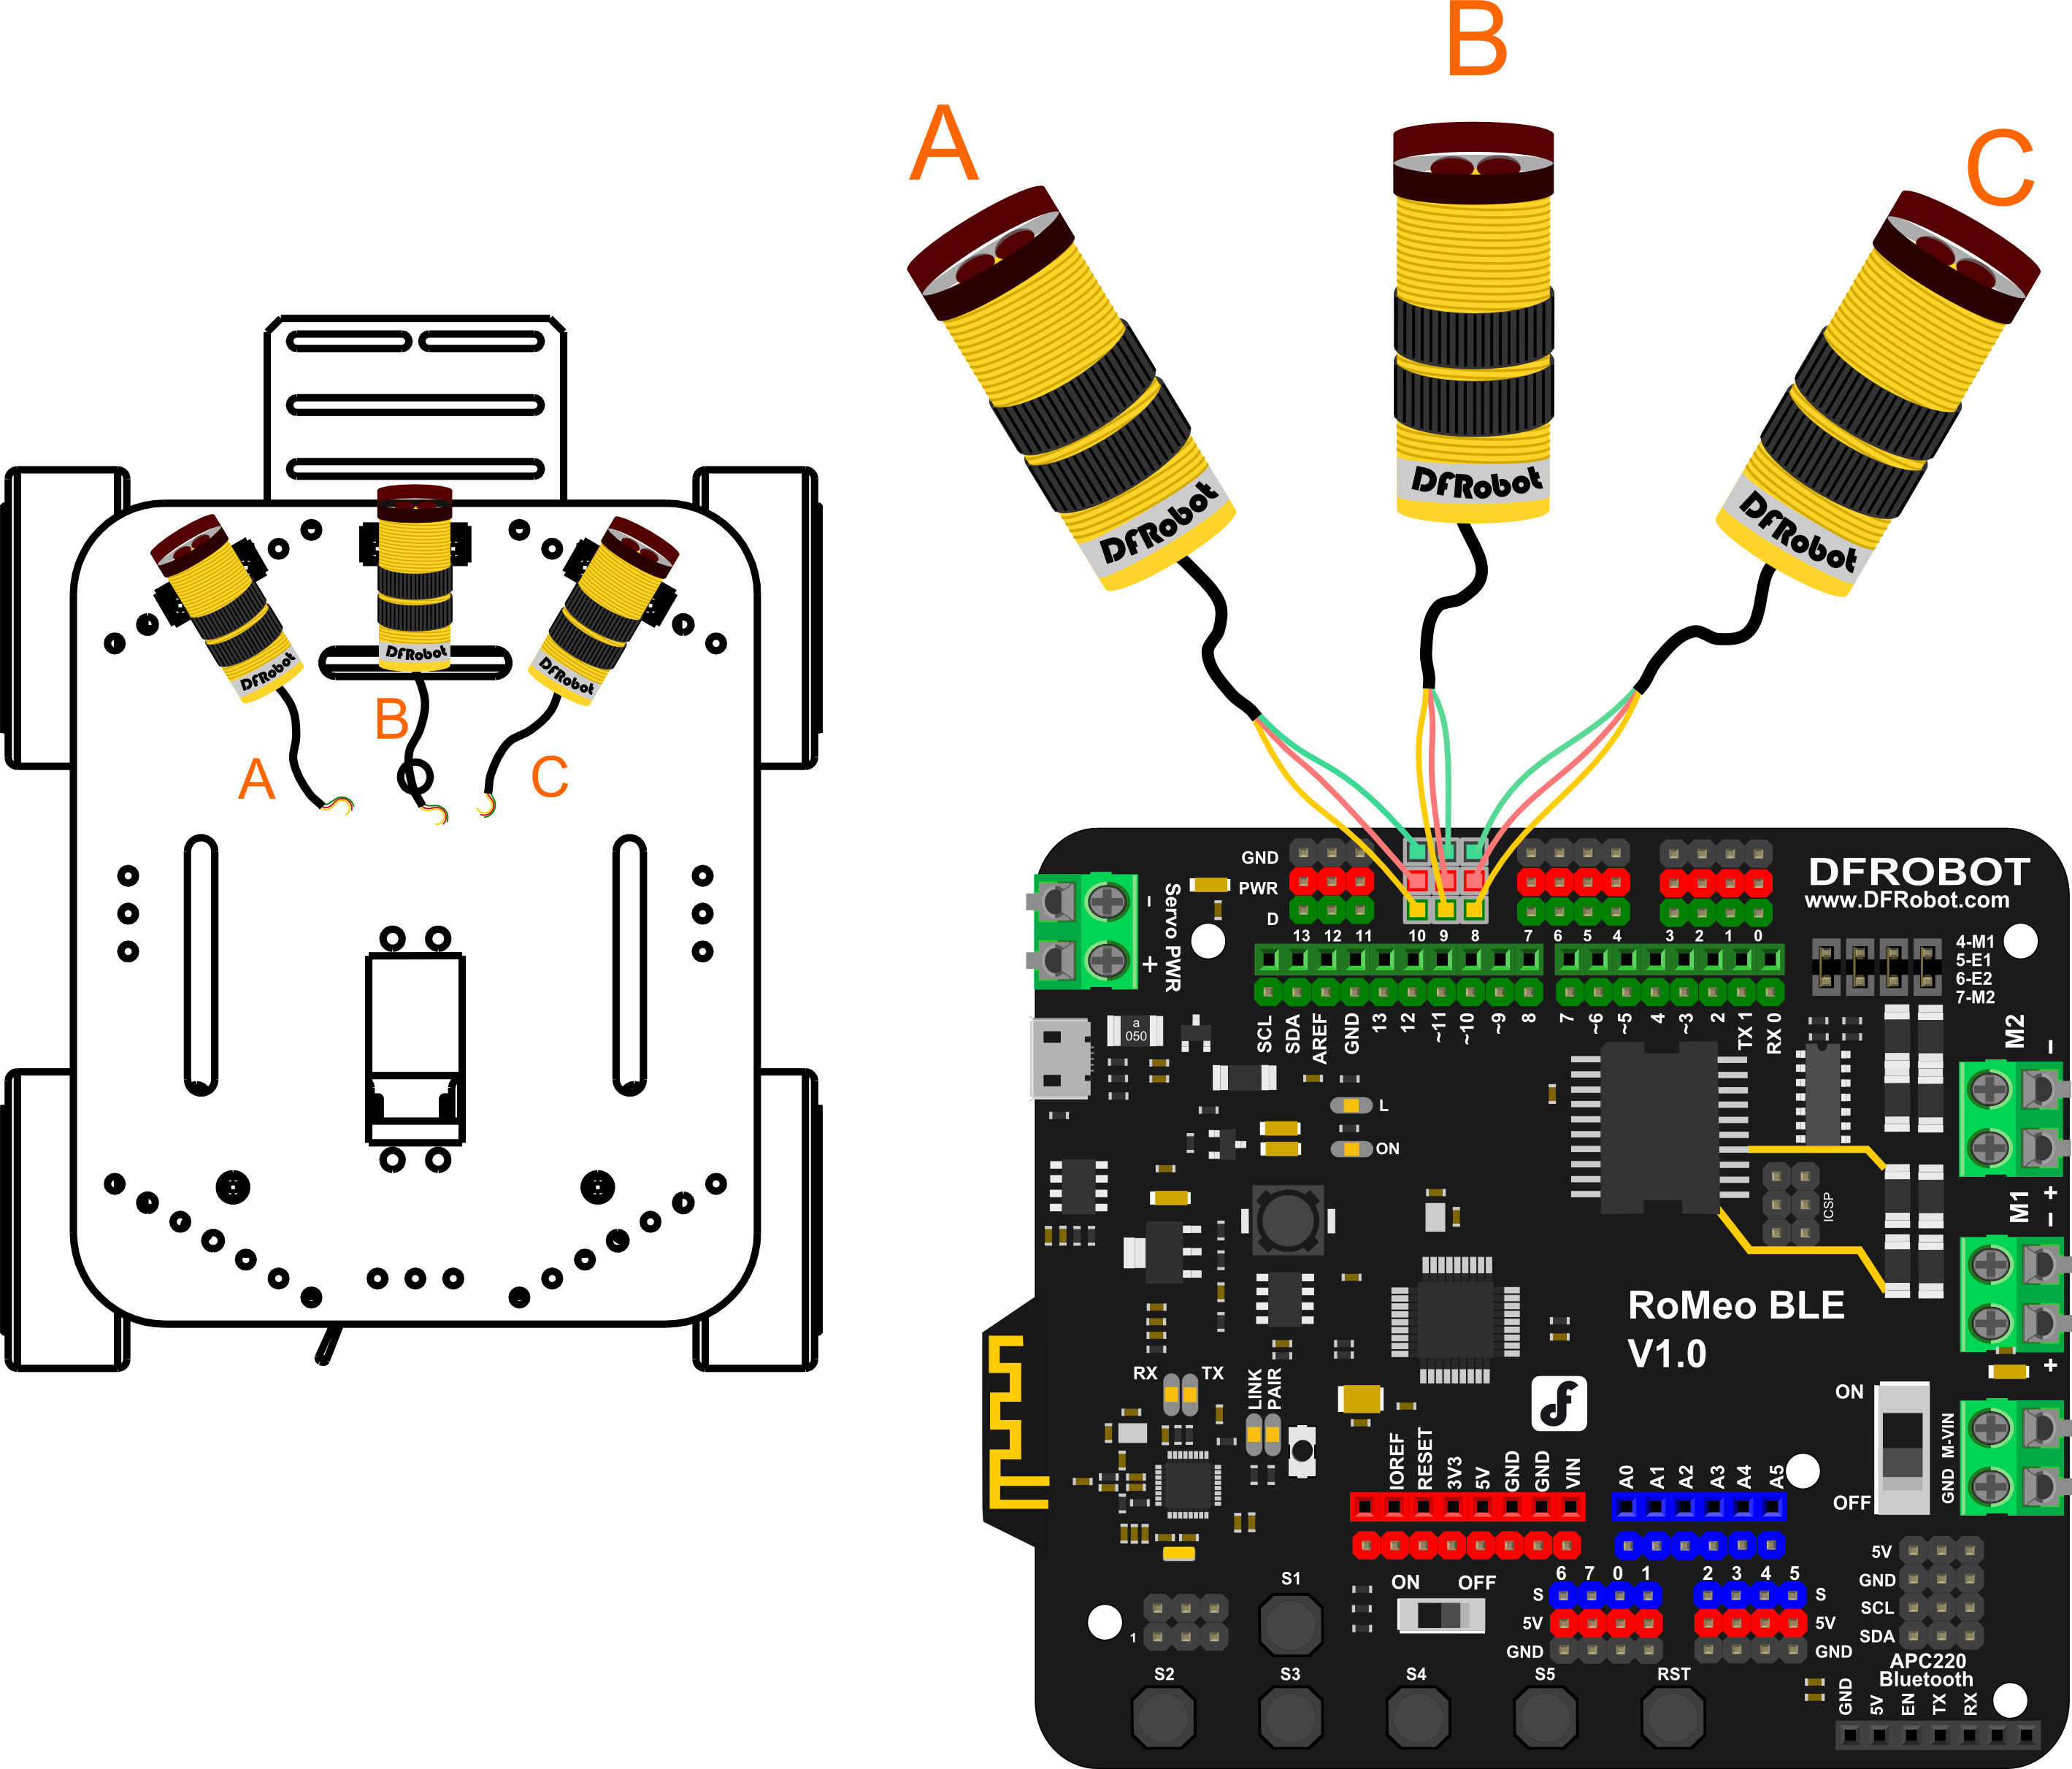 B
A
C
DFRobot
DFRobot
DFRobot
DFRobot
DFRobot
DFRobot
B
A
C
GND
PWR
D
13 12 11 10 9 8 7 6 5 4 3 2 1 0
DFROBOT
www.DFRobot.com
- Servo PWR +
4-M1
5-E1
6-E2
7-M2
SCL SDA AREF GND 13 12 ~11 ~10 ~9 8 7 ~6 ~5 4 ~3 2 TX 1 RX 0
a
050
L
ON
M2
-
+
M1
-
+
ICSP
RoMeo BLE
V1.0
RX TX
LINK
PAIR
ON
OFF
GND M-VIN
IOREF RESET 3V3 5V GND GND VIN
A0 A1 A2 A3 A4 A5
6 7 0 1 2 3 4 5
S S
5V 5V
GND GND
ON OFF
1
S1
S2 S3 S4 S5 RST
5V
GND
SCL
SDA
APC220
Bluetooth
GND 5V EN TX RX